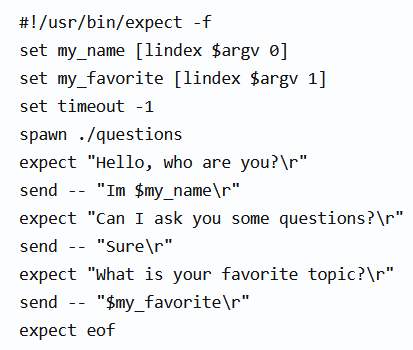 #!/usr/bin/expect -f
set my_name [lindex $argv 0]
set my_favorite [lindex $argv 1]
set timeout -1
spawn ./questions
expect "Hello, who are you?\r"
send -- "Im $my_name\r"
expect "Can I ask you some questions?\r"
send -- "Sure\r"
expect "What is your favorite topic?\r"
send -- "$my_favorite\r"
expect eof